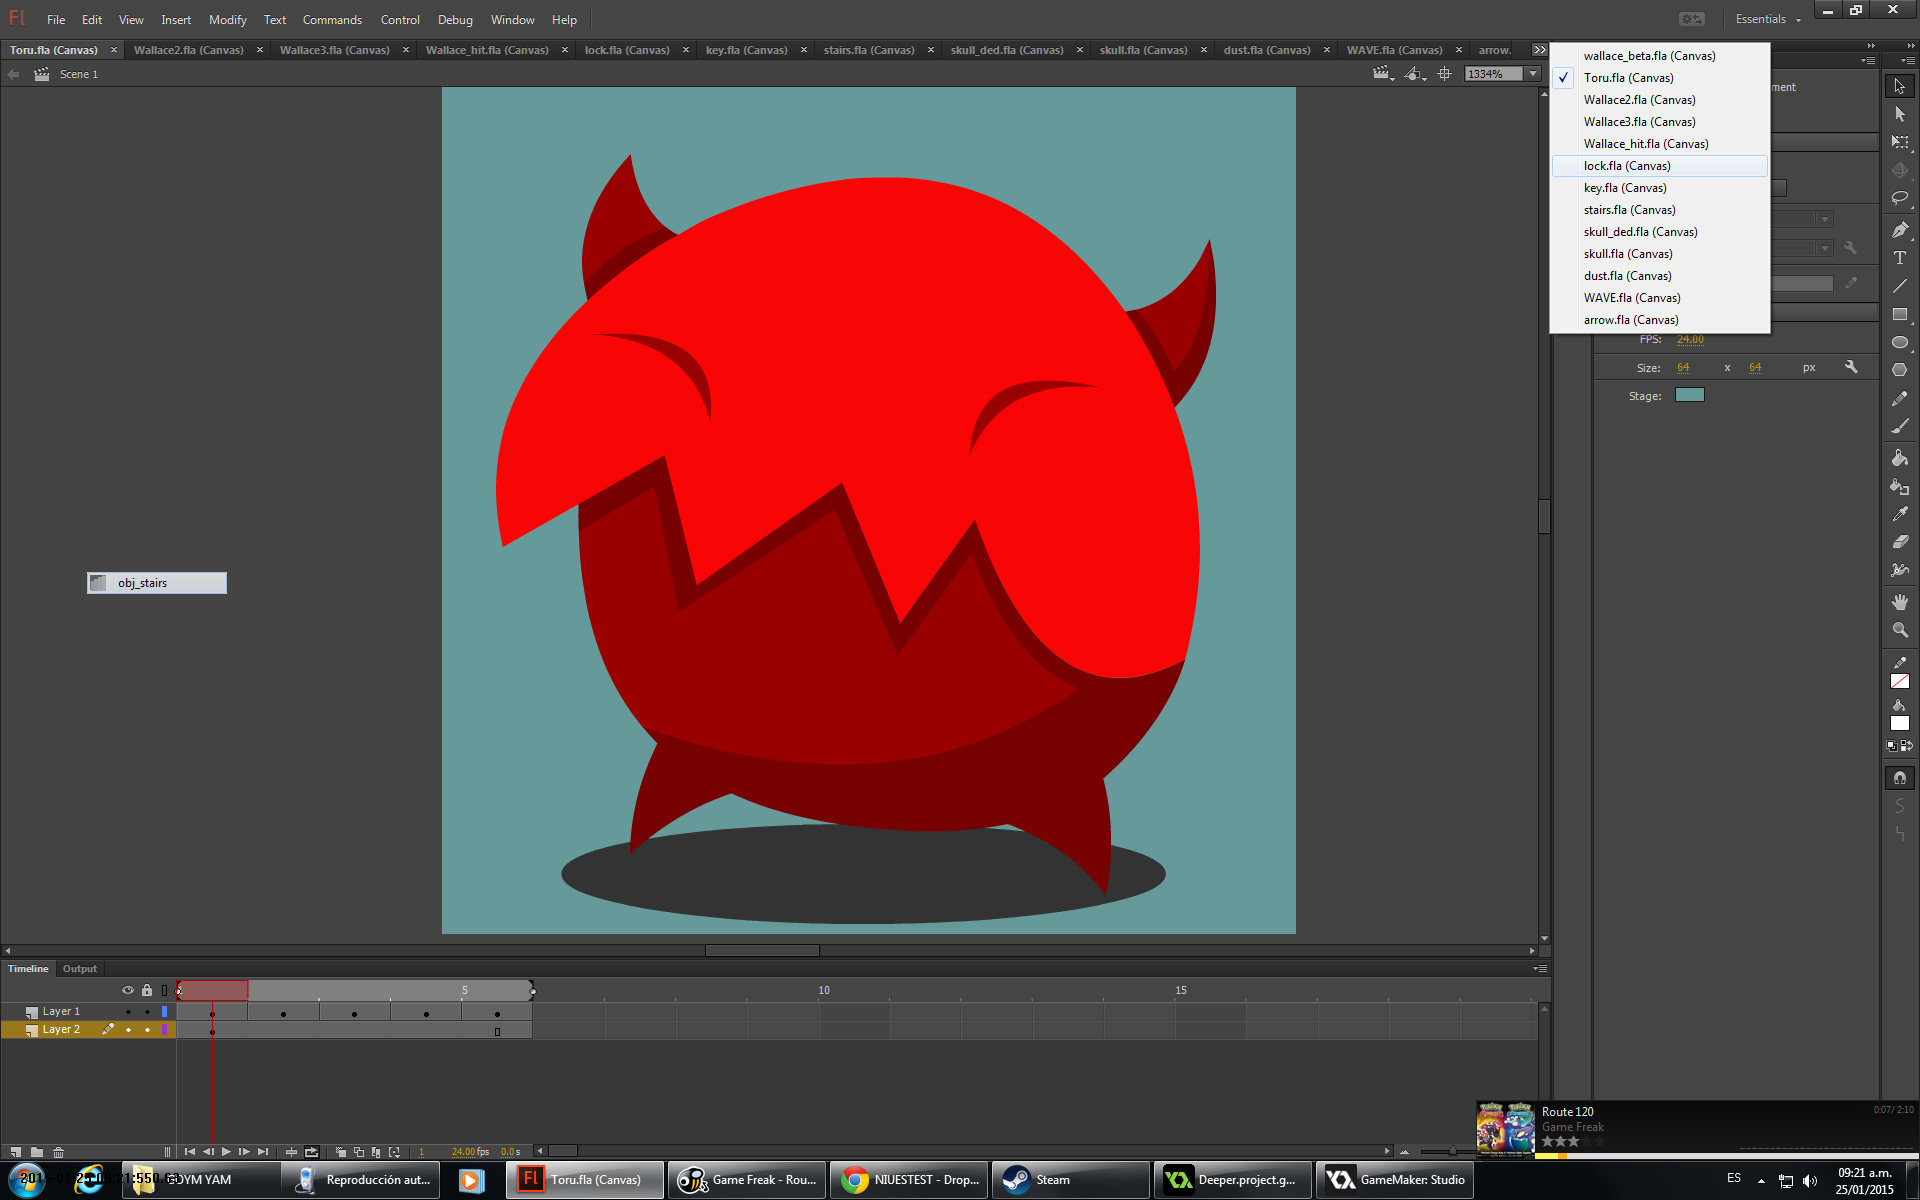 Fl File Edit View Insert Modify Text Commands Control Debug Window Help Essentials
Toru.fla (Canvas) Wallace2.fla (Canvas) Wallace3.fla (Canvas) Wallace_hit.fla (Canvas) lock.fla (Canvas) key.fla (Canvas) stairs.fla (Canvas) skull_ded.fla (Canvas) skull.fla (Canvas) dust.fla (Canvas) WAVE.fla (Canvas) arrow.
Scene 1
1334%
wallace_beta.fla (Canvas)
Toru.fla (Canvas)
Wallace2.fla (Canvas)
Wallace3.fla (Canvas)
Wallace_hit.fla (Canvas)
lock.fla (Canvas)
key.fla (Canvas)
stairs.fla (Canvas)
skull_ded.fla (Canvas)
skull.fla (Canvas)
dust.fla (Canvas)
WAVE.fla (Canvas)
arrow.fla (Canvas)
ment
FPS: 24.00
Size: 64 x 64 px
Stage:
obj_stairs
Timeline Output
5 10 15
Layer 1
Layer 2
1 24.00 fps 0.0 s
Route 120 0:07/ 2:10
Game Freak
YM YAM
Reproducción aut...
Toru.fla (Canvas)
Game Freak - Rou...
NIUESTEST - Drop...
Steam
Deeper.project.g...
GameMaker: Studio
ES
09:21 a.m.
25/01/2015